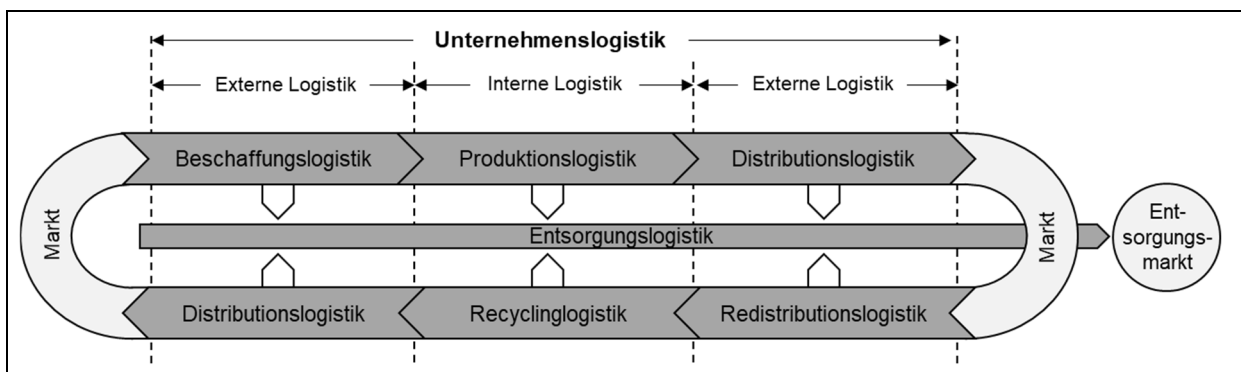 Unternehmenslogistik
Externe Logistik
Interne Logistik
Externe Logistik
Beschaffungslogistik
Produktionslogistik
Distributionslogistik
Markt
Entsorgungslogistik
Markt
Ent-
sorgungs-
markt
Distributionslogistik
Recyclinglogistik
Redistributionslogistik